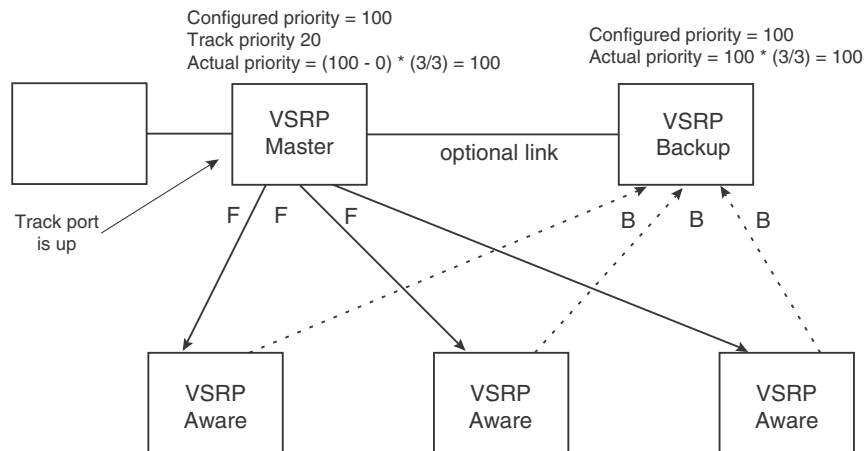 Configured priority = 100
Track priority 20
Actual priority = (100 - 0) * (3/3) = 100
Configured priority = 100
Actual priority = 100 * (3/3) = 100
VSRP
Master
optional link
VSRP
Backup
Track port
is up
F
F
F
B
B
B
VSRP
Aware
VSRP
Aware
VSRP
Aware